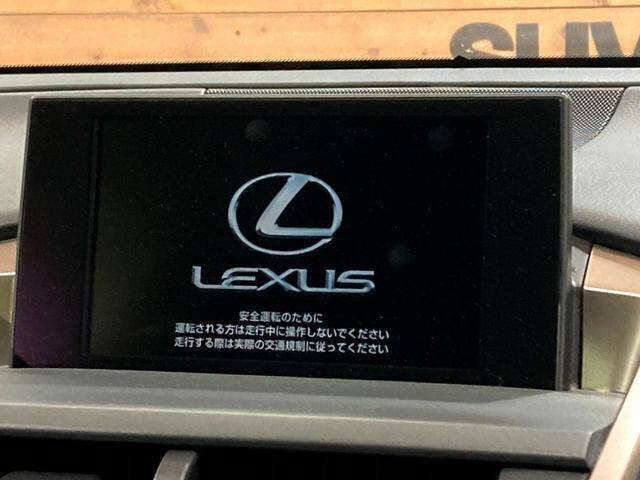 LEXUS
安全運転のために
運転される方は走行中に操作しないでください
走行する際は実際の交通規制に従ってください